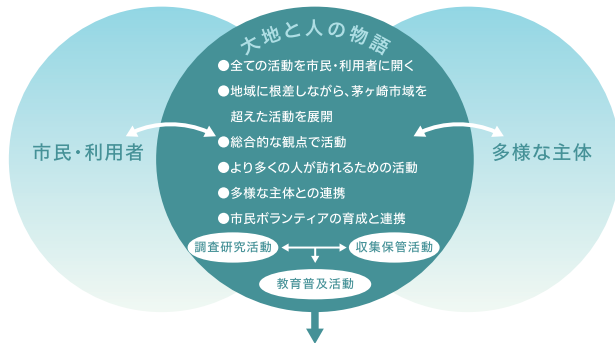 大地と人の物語
●全ての活動を市民・利用者に開く
●地域に根差しながら、茅ヶ崎市域を
超えた活動を展開
●総合的な観点で活動
●より多くの人が訪れるための活動
●多様な主体との連携
●市民ボランティアの育成と連携
市民・利用者
多様な主体
調査研究活動
収集保管活動
教育普及活動